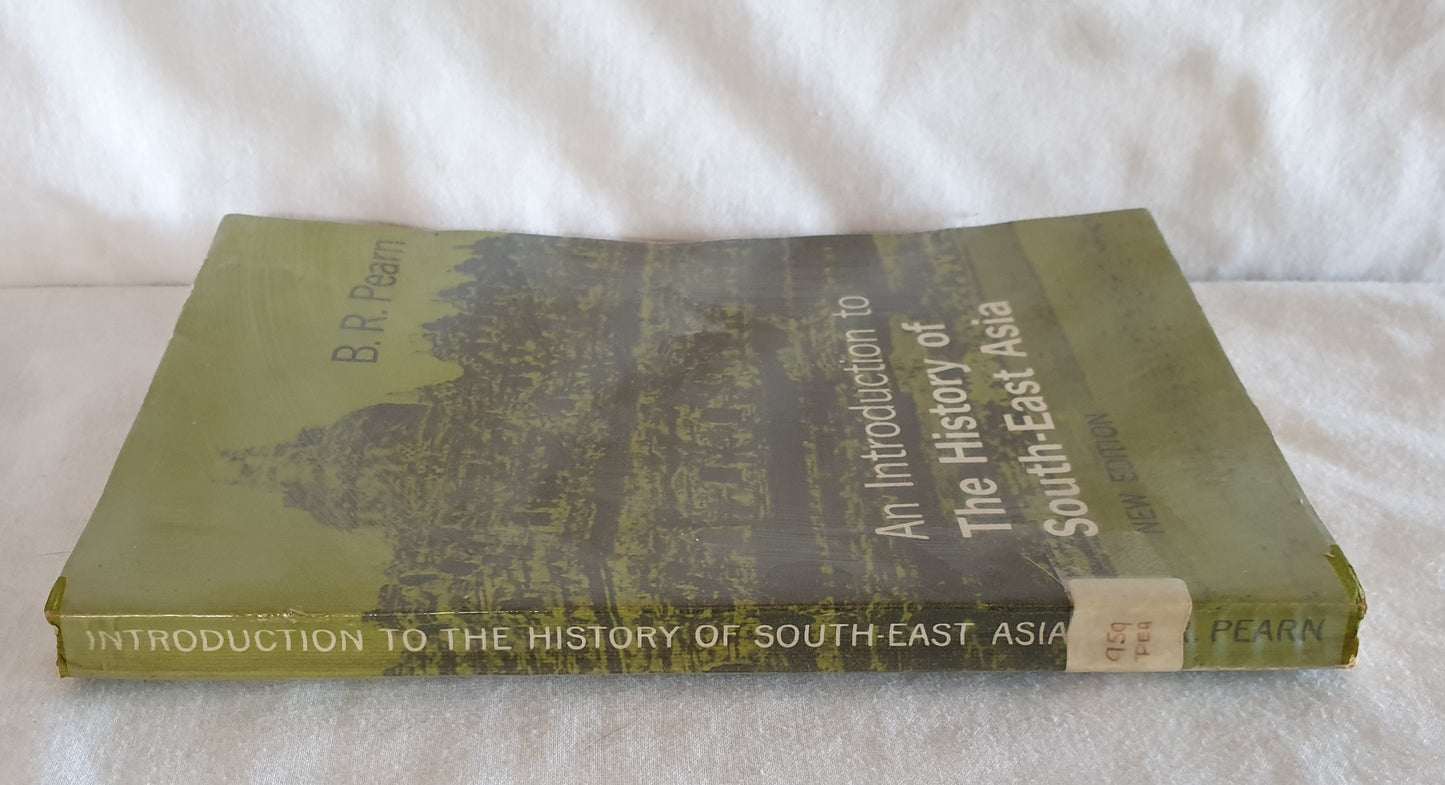 B. R. Pearn
An Introduction to
The History of
South-East Asia
NEW EDITION
INTRODUCTION TO THE HISTORY OF SOUTH-EAST ASIA
PEARN
959
PEA